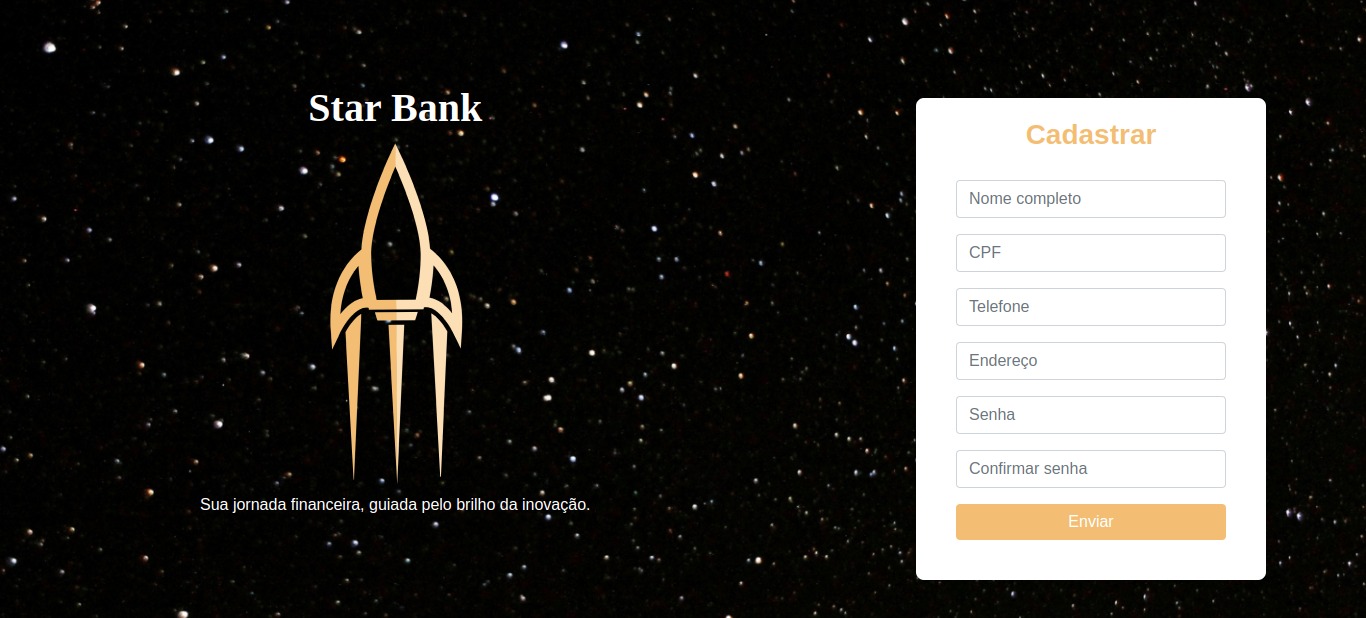 Star Bank
Sua jornada financeira, guiada pelo brilho da inovação.
Cadastrar
Nome completo
CPF
Telefone
Endereço
Senha
Confirmar senha
Enviar